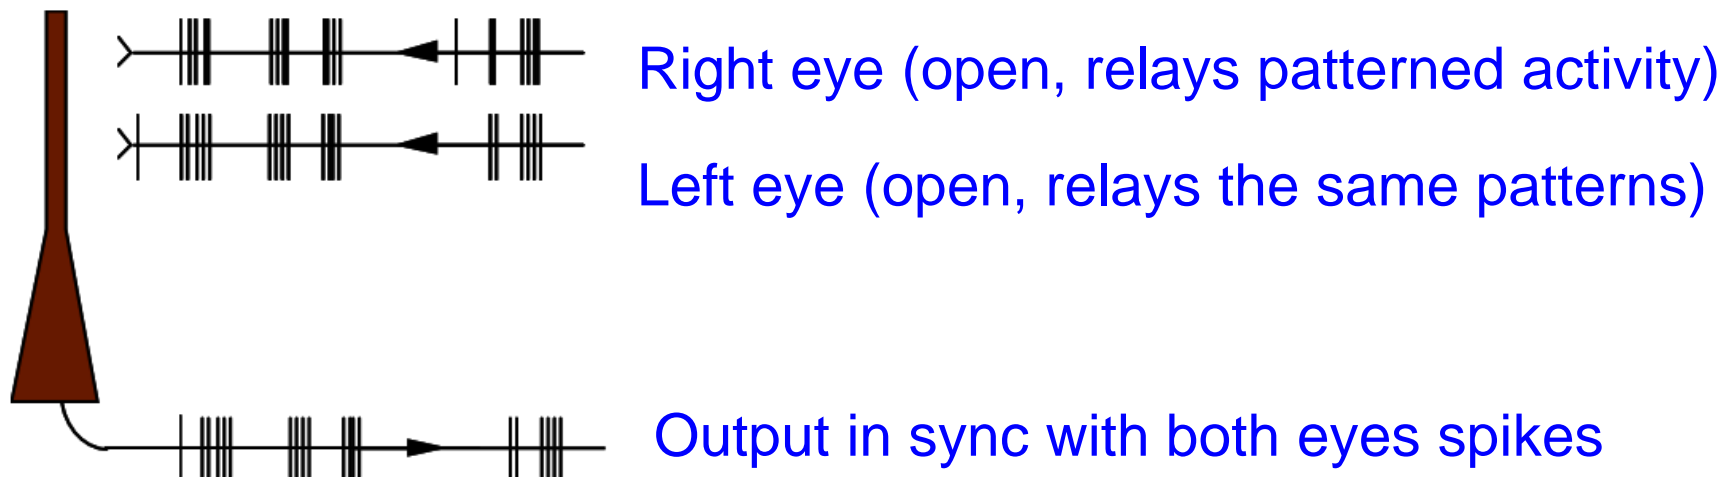 Right eye (open, relays patterned activity)
Left eye (open, relays the same patterns)
Output in sync with both eyes spikes